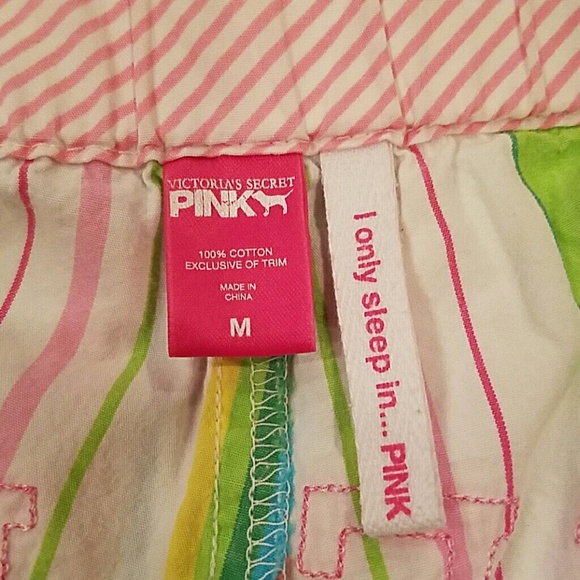 VICTORIA'S SECRET
PINK
100% COTTON
EXCLUSIVE OF TRIM
MADE IN
CHINA
M
I only sleep in... PINK